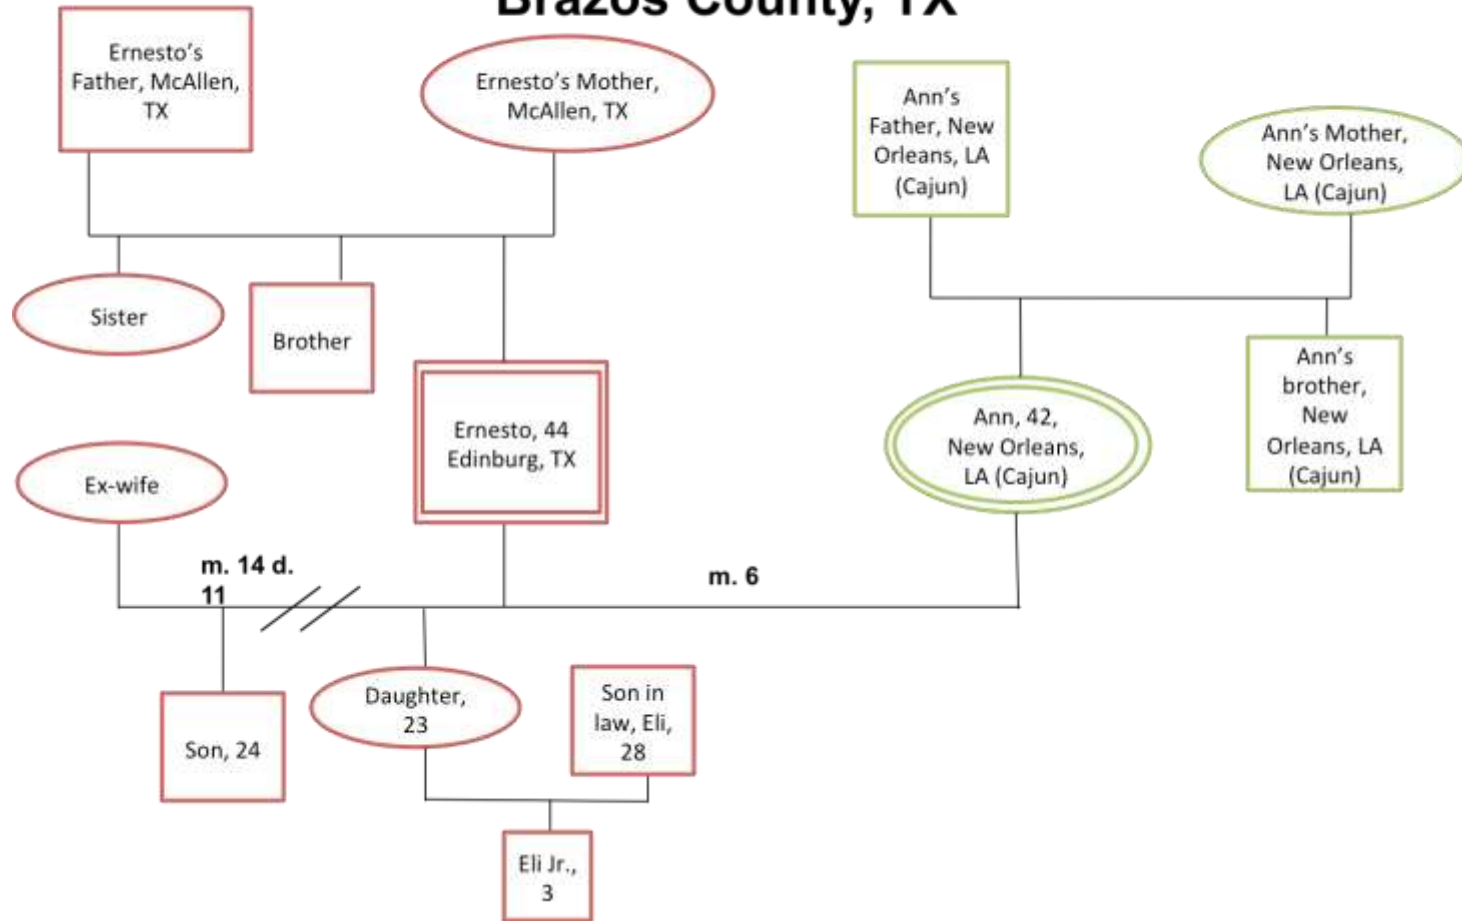 Brazos County, TX
Ernesto's
Father, McAllen,
TX
Ernesto's Mother,
McAllen, TX
Ann's
Father, New
Orleans, LA
(Cajun)
Ann's Mother,
New Orleans,
LA (Cajun)
Sister
Brother
Ernesto, 44
Edinburg, TX
Ann, 42,
New Orleans,
LA (Cajun)
Ann's
brother,
New
Orleans, LA
(Cajun)
Ex-wife
m. 14 d.
11
m. 6
Son, 24
Daughter,
23
Son in
law, Eli,
28
Eli Jr.,
3